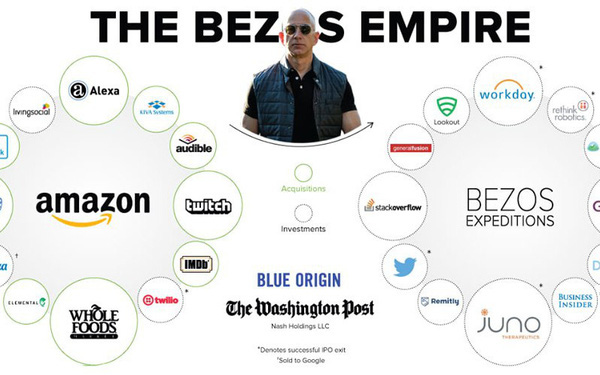 THE BEZOS EMPIRE
Alexa
livingsocial
KIVA Systems
audible
amazon
twitch
IMDb
twilio
*
WHOLE
FOODS
MARKET
ELEMENTAL
†
Acquisitions
Investments
BLUE ORIGIN
The Washington Post
Nash Holdings LLC
*Denotes successful IPO exit
†Sold to Google
workday.
*
Lookout
rethink
robotics.
*
generalfusion
stackoverflow
BEZOS
EXPEDITIONS
*
Remitly
juno
THERAPEUTICS
*
BUSINESS
INSIDER